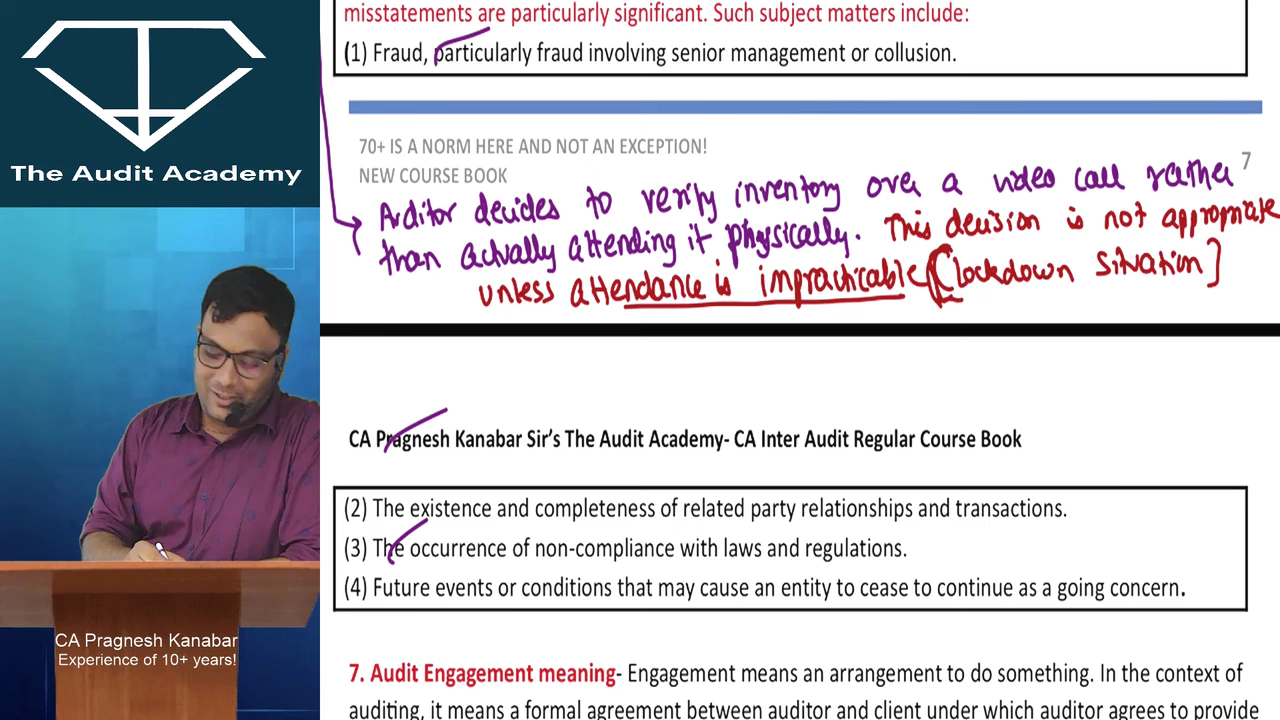 misstatements are particularly significant. Such subject matters include:
(1) Fraud, particularly fraud involving senior management or collusion.
The Audit Academy
70+ IS A NORM HERE AND NOT AN EXCEPTION!
NEW COURSE BOOK
7
Auditor decides to verify inventory over a video call rather
than actually attending it physically. This decision is not appropriate
unless attendance is impracticable [lockdown situation]
CA Pragnesh Kanabar Sir's The Audit Academy- CA Inter Audit Regular Course Book
(2) The existence and completeness of related party relationships and transactions.
(3) The occurrence of non-compliance with laws and regulations.
(4) Future events or conditions that may cause an entity to cease to continue as a going concern.
CA Pragnesh Kanabar
Experience of 10+ years!
7. Audit Engagement meaning- Engagement means an arrangement to do something. In the context of
auditing, it means a formal agreement between auditor and client under which auditor agrees to provide